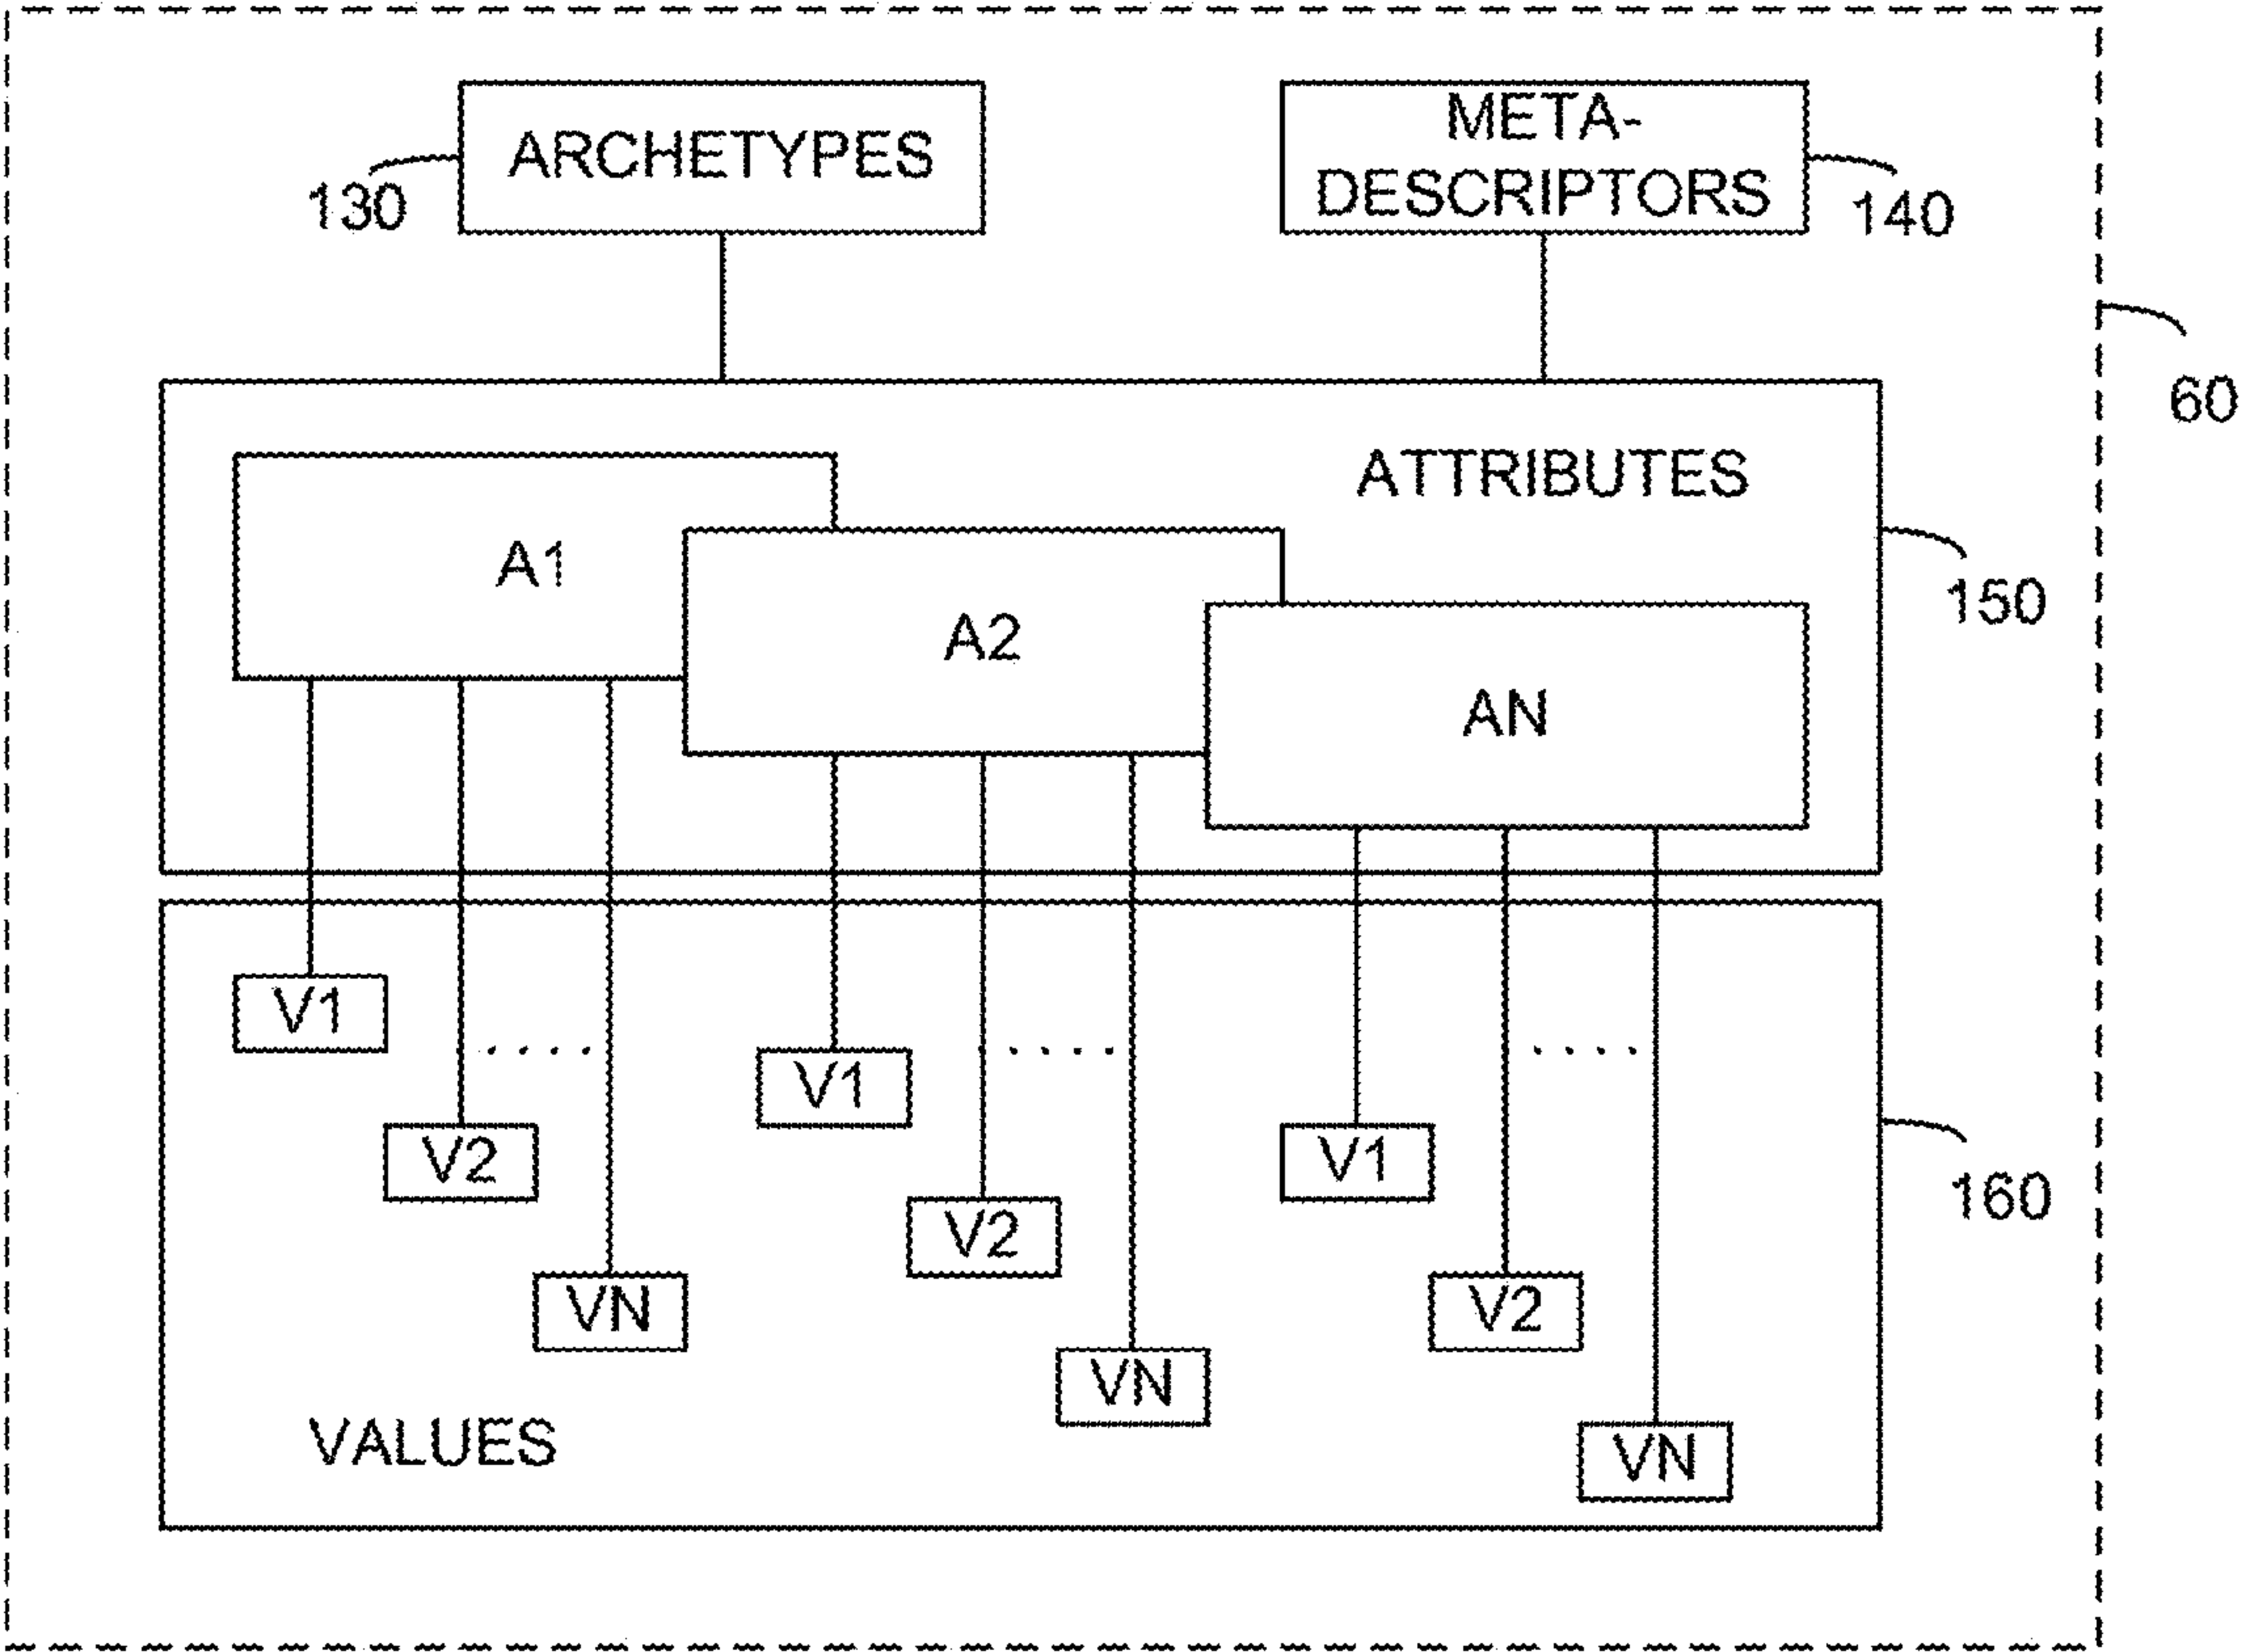 ARCHETYPES
META-
DESCRIPTORS
130
140
60
ATTRIBUTES
A1
A2
AN
150
V1
V2
VN
. . . .
V1
V2
VN
. . . .
V1
V2
VN
. . . .
160
VALUES